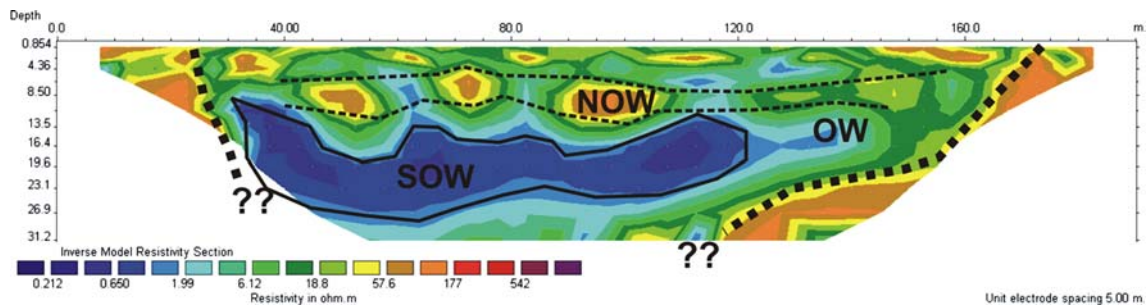 Depth
0.0 40.00 80.0 120.00 160.0 m.
0.854
4.36
8.50
13.5
16.4
19.6
23.1
26.9
31.2
NOW
OW
SOW
??
??
Inverse Model Resistivity Section
0.212 0.650 1.99 6.12 18.8 57.6 177 542
Resistivity in ohm.m
Unit electrode spacing 5.00 m.